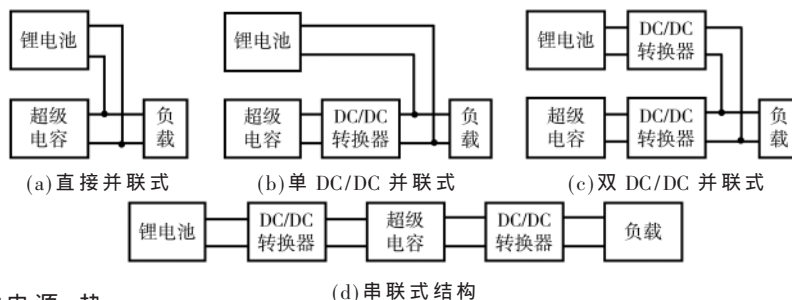 锂电池
超级
电容
负
载
(a)直接并联式
锂电池
超级
电容
DC/DC
转换器
负
载
(b)单 DC/DC 并联式
锂电池
DC/DC
转换器
超级
电容
DC/DC
转换器
负
载
(c)双 DC/DC 并联式
锂电池
DC/DC
转换器
超级
电容
DC/DC
转换器
负载
(d)串联式结构